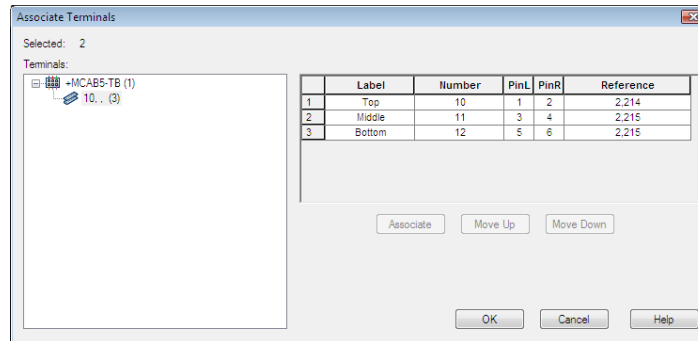 Associate Terminals
Selected: 2
Terminals:
+MCAB5-TB (1)
10, , (3)
Label Number PinL PinR Reference
1 Top 10 1 2 2,214
2 Middle 11 3 4 2,215
3 Bottom 12 5 6 2,215
Associate Move Up Move Down
OK Cancel Help